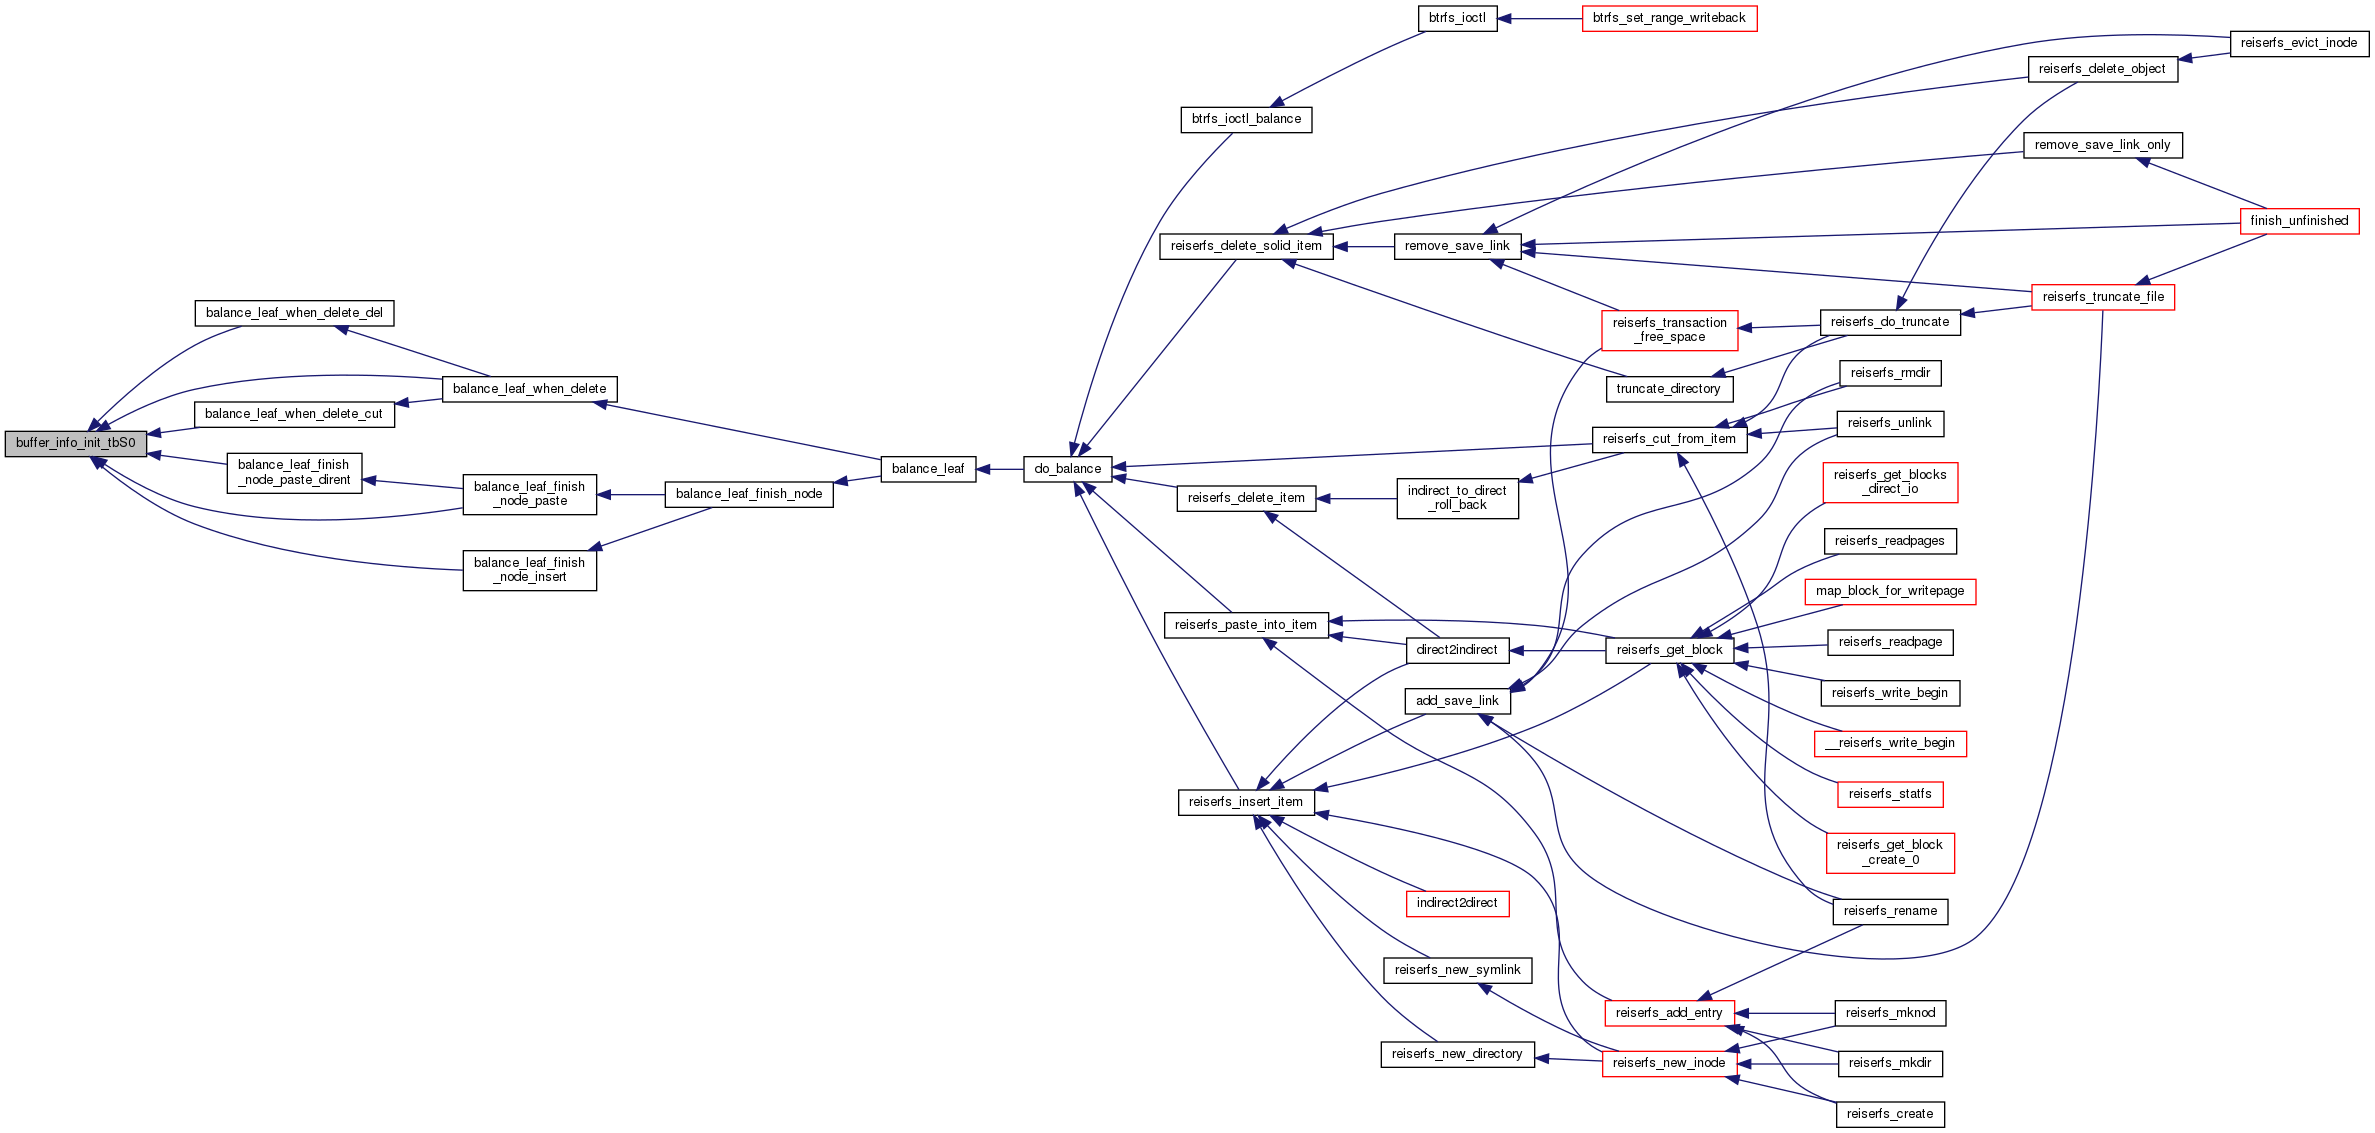 btrfs_ioctl
btrfs_set_range_writeback
reiserfs_evict_inode
reiserfs_delete_object
btrfs_ioctl_balance
remove_save_link_only
finish_unfinished
reiserfs_delete_solid_item
remove_save_link
reiserfs_truncate_file
balance_leaf_when_delete_del
reiserfs_transaction
_free_space
reiserfs_do_truncate
reiserfs_rmdir
balance_leaf_when_delete
truncate_directory
balance_leaf_when_delete_cut
reiserfs_unlink
buffer_info_init_tbS0
reiserfs_cut_from_item
balance_leaf_finish
_node_paste_dirent
balance_leaf
do_balance
reiserfs_get_blocks
_direct_io
balance_leaf_finish
_node_paste
balance_leaf_finish_node
reiserfs_delete_item
indirect_to_direct
_roll_back
reiserfs_readpages
balance_leaf_finish
_node_insert
map_block_for_writepage
reiserfs_paste_into_item
direct2indirect
reiserfs_get_block
reiserfs_readpage
add_save_link
reiserfs_write_begin
__reiserfs_write_begin
reiserfs_insert_item
reiserfs_statfs
reiserfs_get_block
_create_0
indirect2direct
reiserfs_rename
reiserfs_new_symlink
reiserfs_add_entry
reiserfs_mknod
reiserfs_new_directory
reiserfs_new_inode
reiserfs_mkdir
reiserfs_create